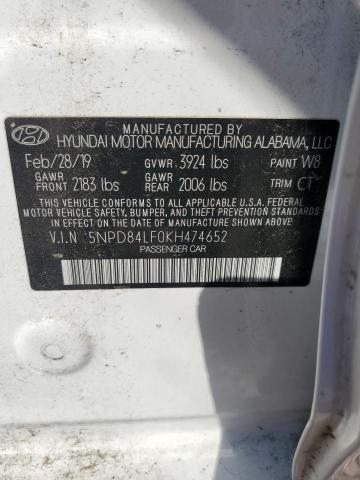 MANUFACTURED BY
HYUNDAI MOTOR MANUFACTURING ALABAMA, LLC
Feb/28/19 GVWR 3924 lbs PAINT W8
GAWR FRONT 2183 lbs GAWR REAR 2006 lbs TRIM CT
THIS VEHICLE CONFORMS TO ALL APPLICABLE U.S. FEDERAL
MOTOR VEHICLE SAFETY, BUMPER, AND THEFT PREVENTION STANDARDS
IN EFFECT ON THE DATE OF MANUFACTURE SHOWN ABOVE.
V.I.N 5NPD84LF0KH474652
PASSENGER CAR